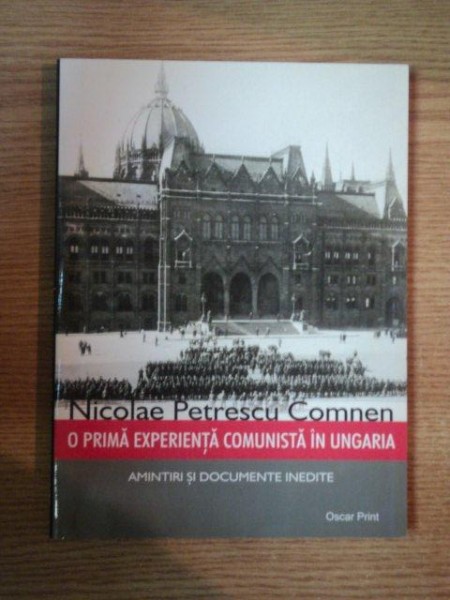 Nicolae Petrescu Comnen
O PRIMĂ EXPERIENȚĂ COMUNISTĂ ÎN UNGARIA
AMINTIRI ȘI DOCUMENTE INEDITE
Oscar Print